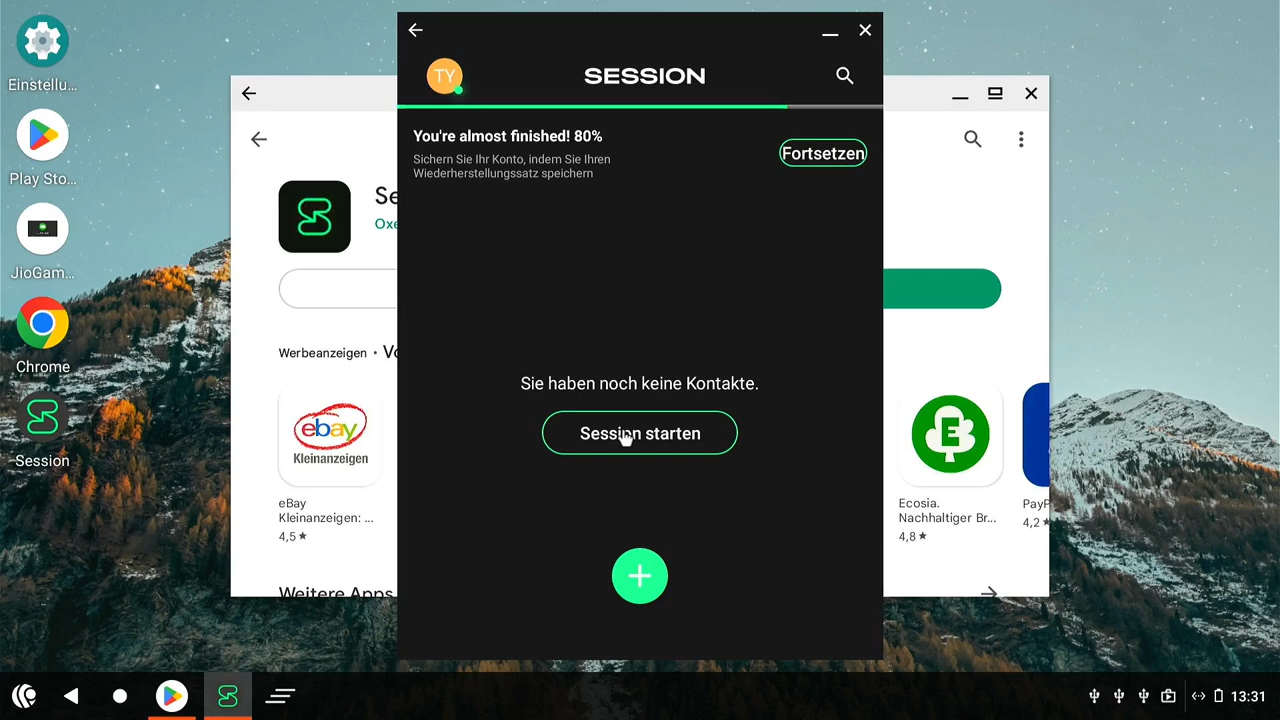 Einstellu...
Play Sto...
JioGam...
Chrome
Session
TY
SESSION
You're almost finished! 80%
Sichern Sie Ihr Konto, indem Sie Ihren
Wiederherstellungssatz speichern
Fortsetzen
Sie haben noch keine Kontakte.
Session starten
Se
Oxe
Werbeanzeigen • Vo
ebay
Kleinanzeigen
eBay
Kleinanzeigen: ...
4,5★
E
Ecosia.
Nachhaltiger Br...
4,8★
PayP
4,2★
Weitere Apps
13:31